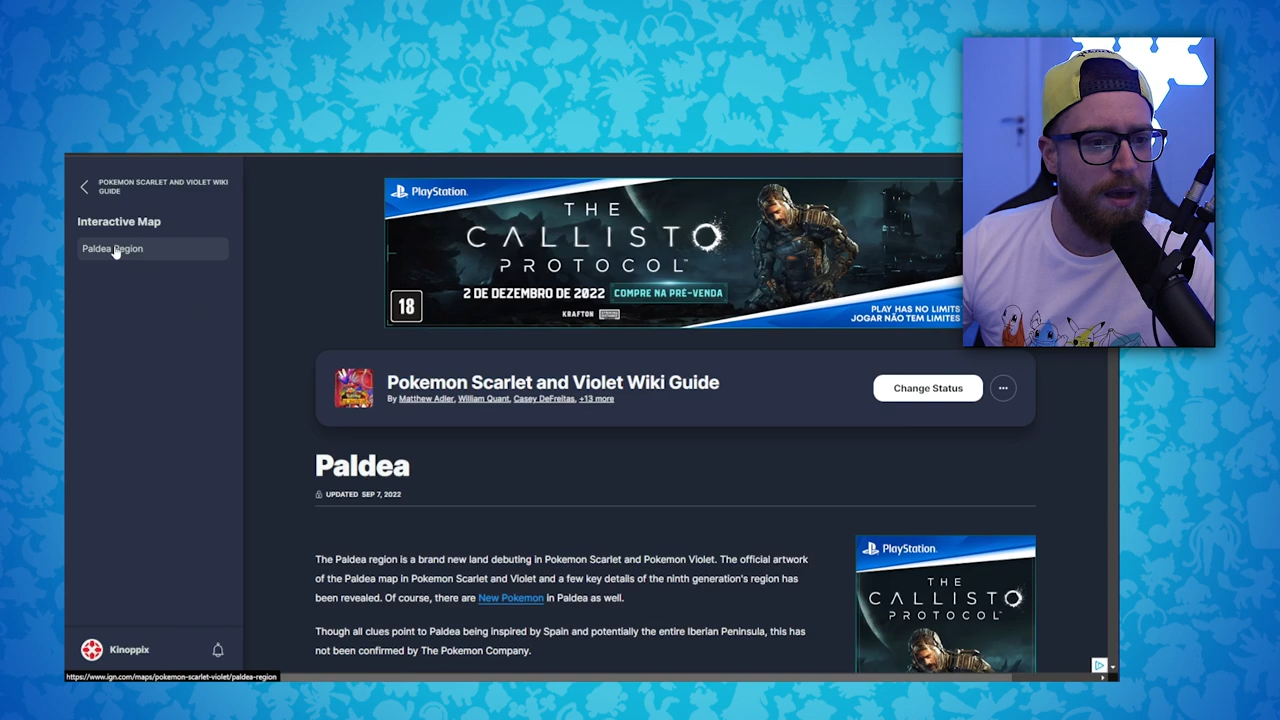 POKEMON SCARLET AND VIOLET WIKI
GUIDE
Interactive Map
Paldea Region
PlayStation.
THE
CALLISTO
PROTOCOL™
2 DE DEZEMBRO DE 2022 COMPRE NA PRÉ-VENDA
18
KRAFTON
PLAY HAS NO LIMITS
JOGAR NÃO TEM LIMITES
Pokemon Scarlet and Violet Wiki Guide
By Matthew Adler, William Quant, Casey DeFreitas, +13 more
Change Status
Paldea
UPDATED SEP 7, 2022
The Paldea region is a brand new land debuting in Pokemon Scarlet and Pokemon Violet. The official artwork
of the Paldea map in Pokemon Scarlet and Violet and a few key details of the ninth generation's region has
been revealed. Of course, there are New Pokemon in Paldea as well.
Though all clues point to Paldea being inspired by Spain and potentially the entire Iberian Peninsula, this has
not been confirmed by The Pokemon Company.
PlayStation.
THE
CALLISTO
PROTOCOL™
Kinoppix
https://www.ign.com/maps/pokemon-scarlet-violet/paldea-region